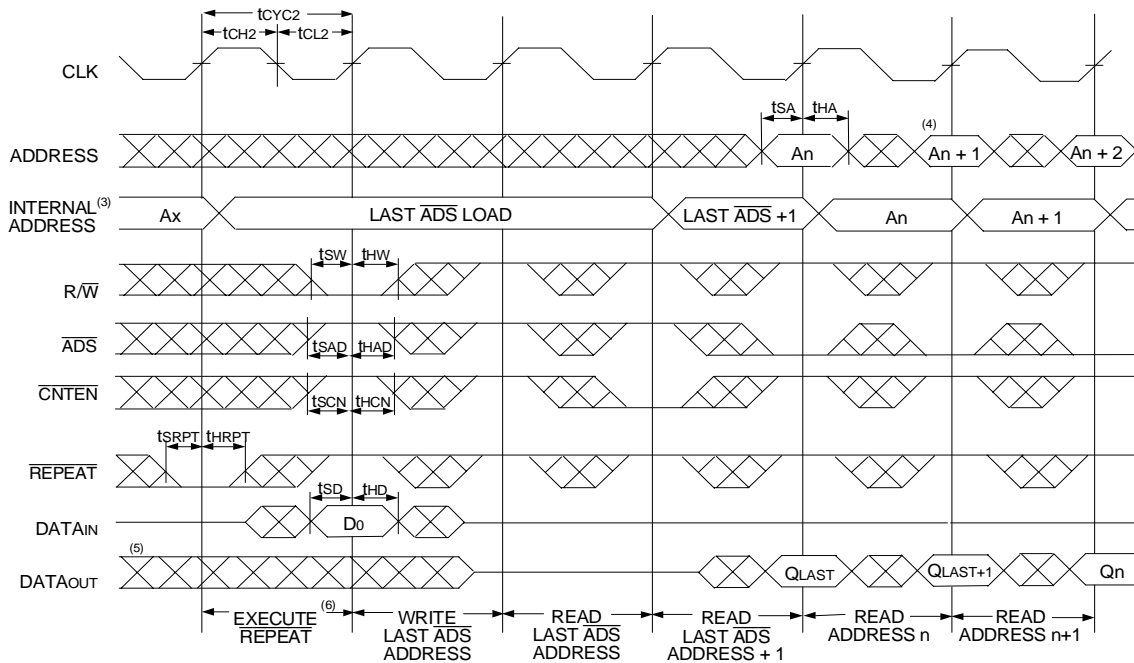 tCYC2
tCH2 tCL2
CLK
tSA tHA
ADDRESS An (4) An + 1 An + 2
INTERNAL(3) ADDRESS Ax LAST ADS LOAD LAST ADS +1 An An + 1
tSW tHW
R/W
ADS
tSAD tHAD
CNTEN
tSCN tHCN
tSRPT tHRPT
REPEAT
tSD tHD
DATAIN D0
(5)
DATAOUT QLAST QLAST+1 Qn
EXECUTE (6) REPEAT
WRITE LAST ADS ADDRESS
READ LAST ADS ADDRESS
READ LAST ADS ADDRESS + 1
READ ADDRESS n
READ ADDRESS n+1